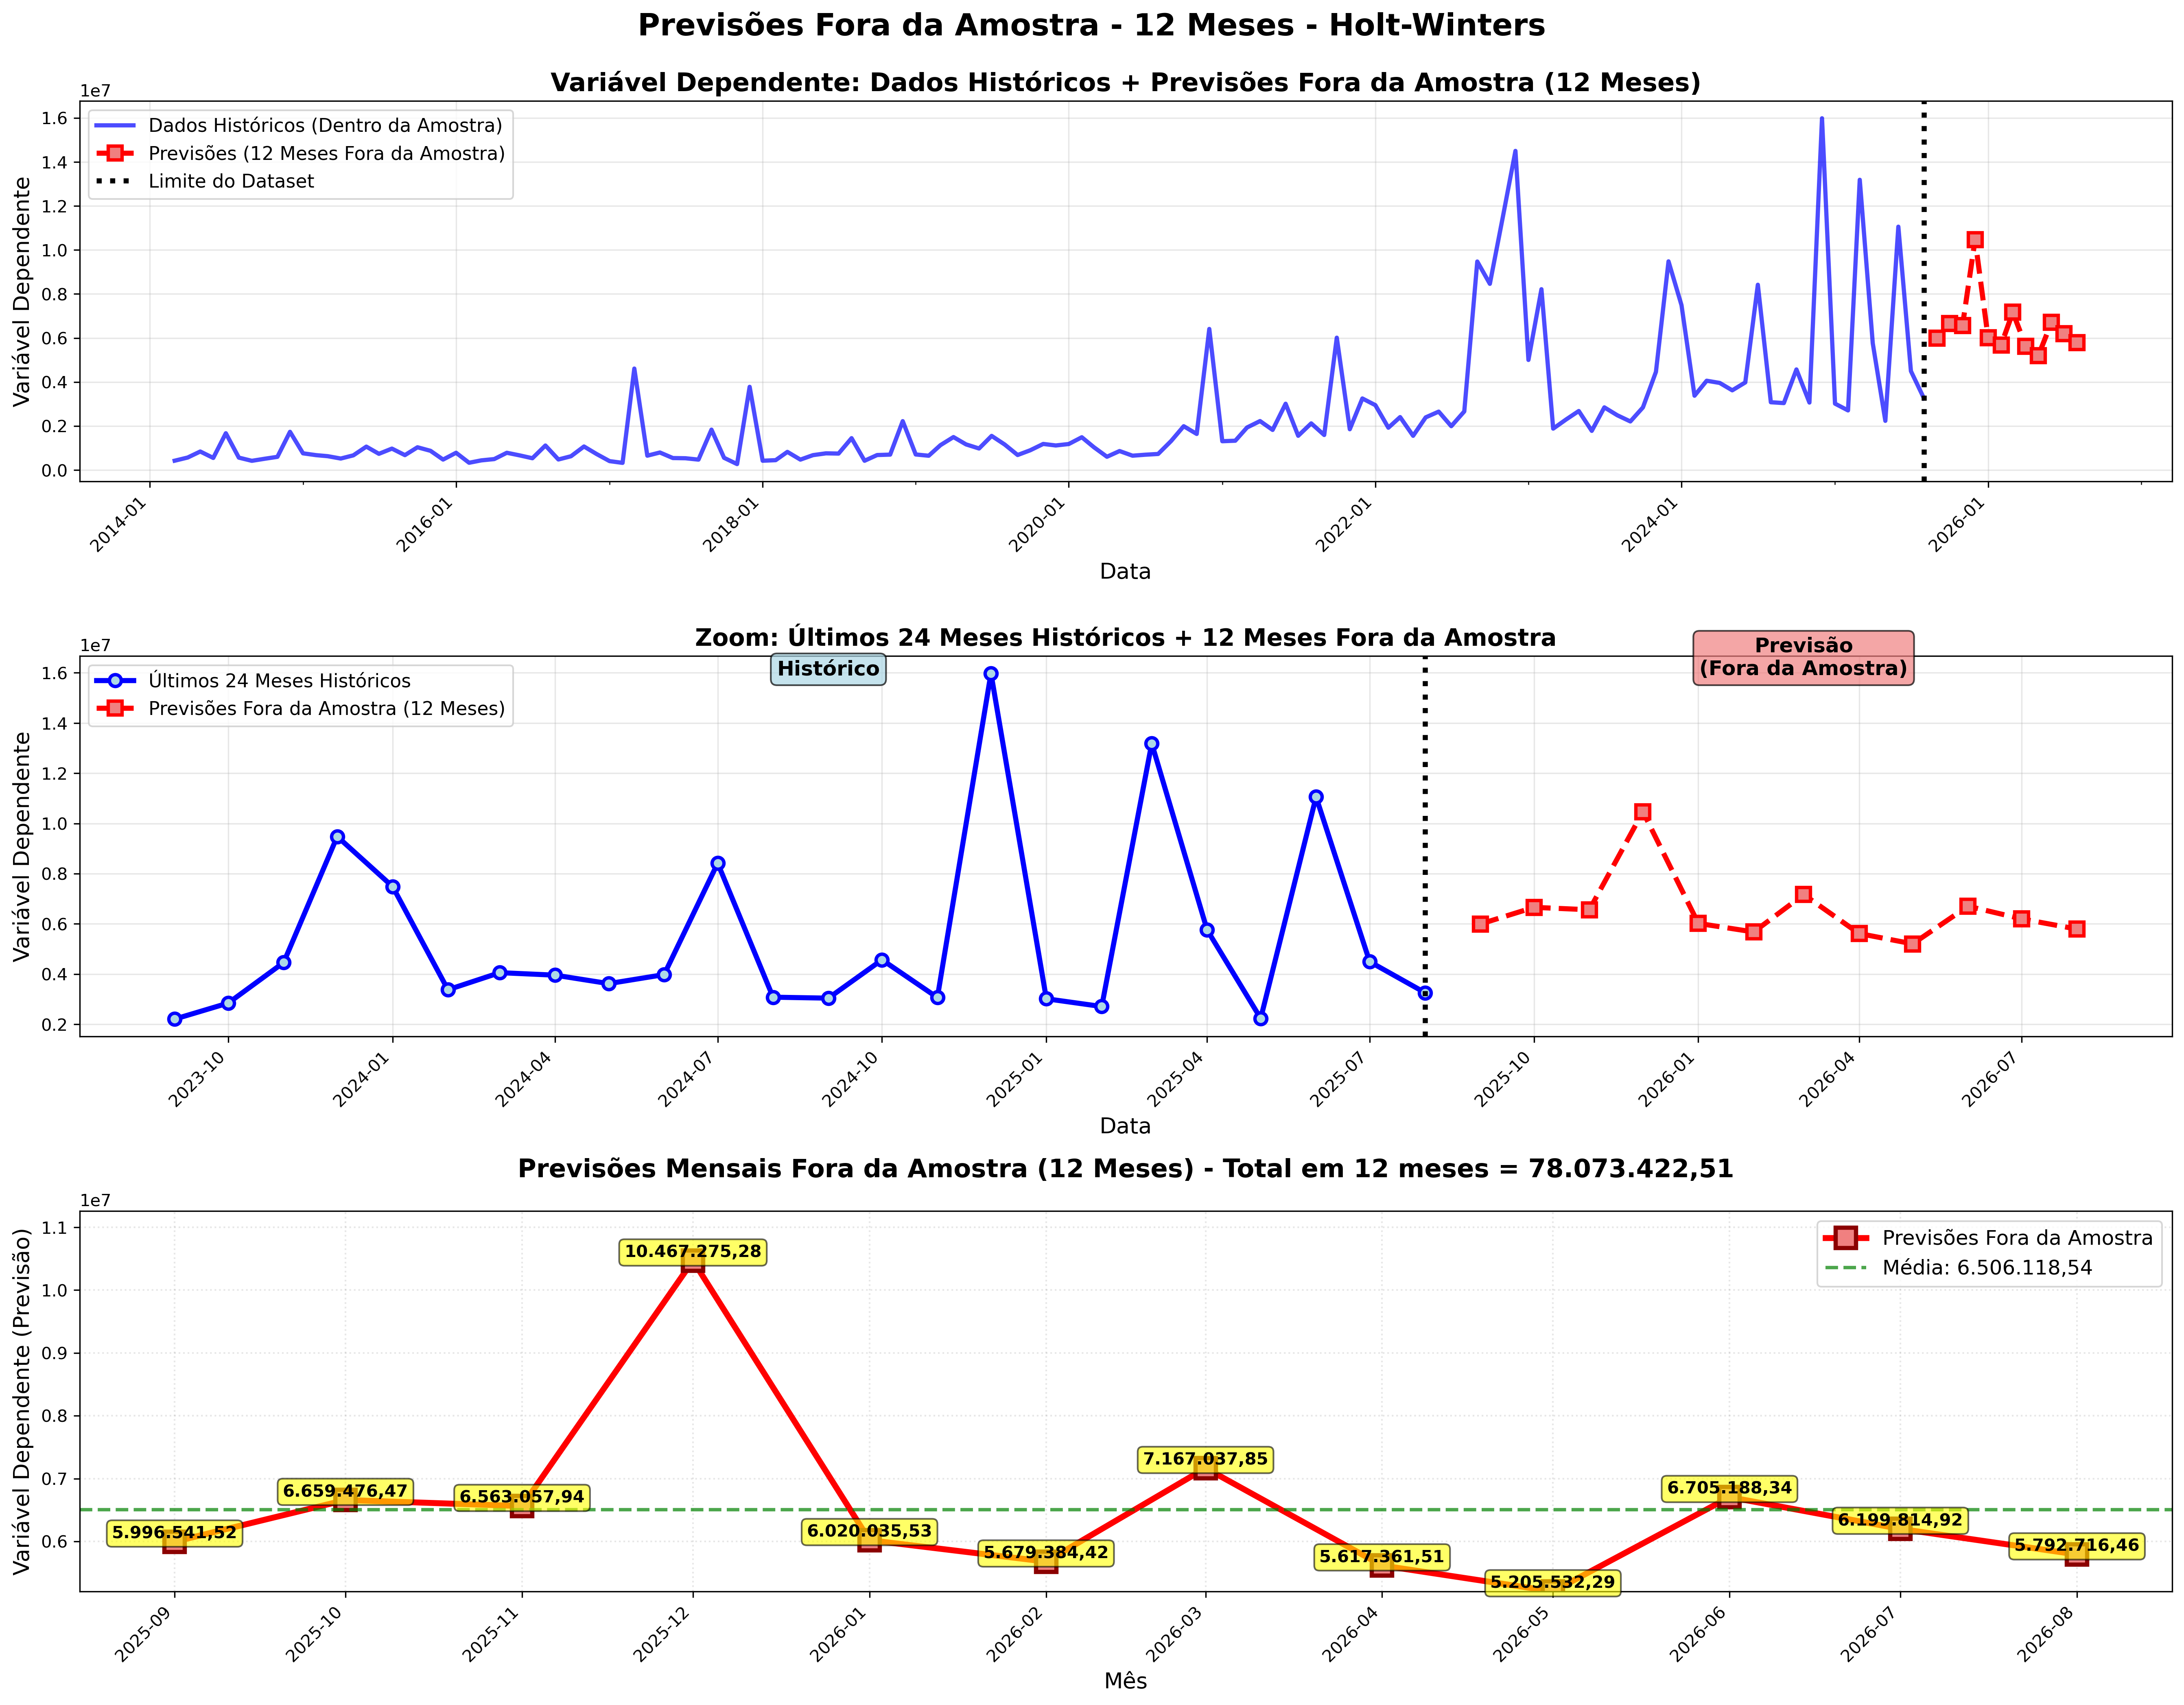 Previsões Fora da Amostra - 12 Meses - Holt-Winters
Variável Dependente: Dados Históricos + Previsões Fora da Amostra (12 Meses)
1e7
Dados Históricos (Dentro da Amostra)
Previsões (12 Meses Fora da Amostra)
Limite do Dataset
Variável Dependente
1.6
1.4
1.2
1.0
0.8
0.6
0.4
0.2
0.0
2014-01
2016-01
2018-01
2020-01
2022-01
2024-01
2026-01
Data
Zoom: Últimos 24 Meses Históricos + 12 Meses Fora da Amostra
1e7
Histórico
Previsão
(Fora da Amostra)
Últimos 24 Meses Históricos
Previsões Fora da Amostra (12 Meses)
Variável Dependente
1.6
1.4
1.2
1.0
0.8
0.6
0.4
0.2
2023-10
2024-01
2024-04
2024-07
2024-10
2025-01
2025-04
2025-07
2025-10
2026-01
2026-04
2026-07
Data
Previsões Mensais Fora da Amostra (12 Meses) - Total em 12 meses = 78.073.422,51
1e7
Previsões Fora da Amostra
Média: 6.506.118,54
Variável Dependente (Previsão)
1.1
1.0
0.9
0.8
0.7
0.6
5.996.541,52
6.659.476,47
6.563.057,94
10.467.275,28
6.020.035,53
5.679.384,42
7.167.037,85
5.617.361,51
5.205.532,29
6.705.188,34
6.199.814,92
5.792.716,46
2025-09
2025-10
2025-11
2025-12
2026-01
2026-02
2026-03
2026-04
2026-05
2026-06
2026-07
2026-08
Mês